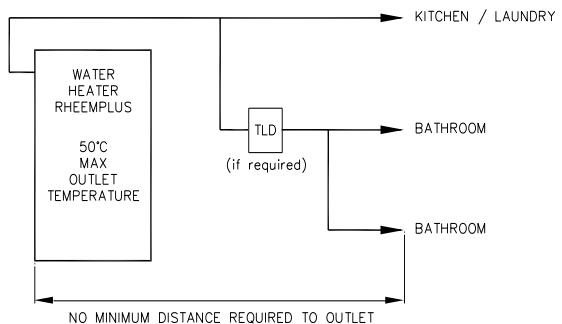 KITCHEN / LAUNDRY
WATER
HEATER
RHEEMPLUS
50°C
MAX
OUTLET
TEMPERATURE
TLD
(if required)
BATHROOM
BATHROOM
NO MINIMUM DISTANCE REQUIRED TO OUTLET